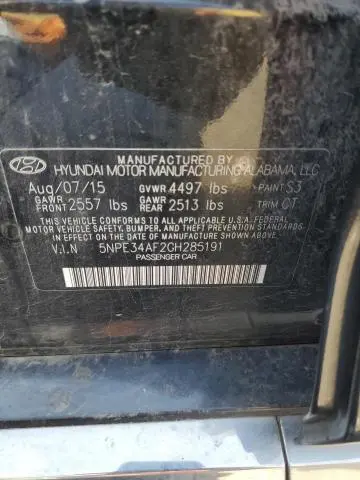 MANUFACTURED BY
HYUNDAI MOTOR MANUFACTURING ALABAMA, LLC
Aug/07/15 GVWR 4497 lbs PAINT S3
GAWR FRONT 2557 lbs GAWR REAR 2513 lbs TRIM CT
THIS VEHICLE CONFORMS TO ALL APPLICABLE U.S.A. FEDERAL
MOTOR VEHICLE SAFETY, BUMPER, AND THEFT PREVENTION STANDARDS
IN EFFECT ON THE DATE OF MANUFACTURE SHOWN ABOVE.
V.I.N 5NPE34AF2GH285191
PASSENGER CAR